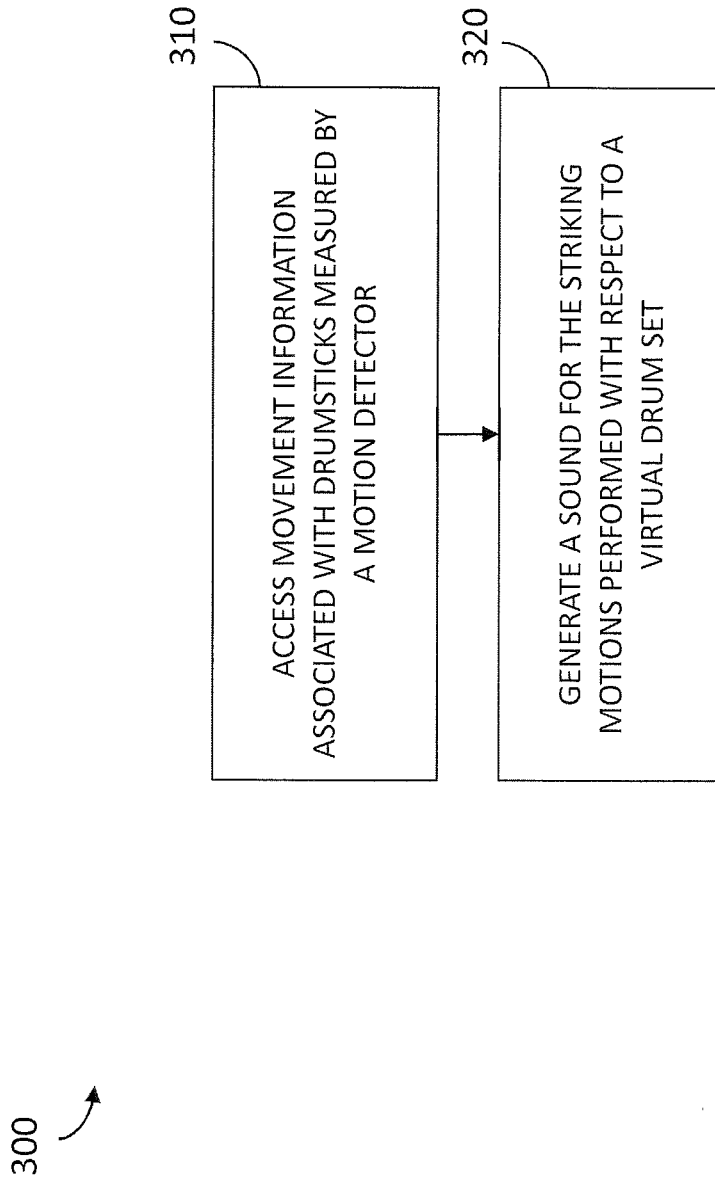 300
310
ACCESS MOVEMENT INFORMATION
ASSOCIATED WITH DRUMSTICKS MEASURED BY
A MOTION DETECTOR
320
GENERATE A SOUND FOR THE STRIKING
MOTIONS PERFORMED WITH RESPECT TO A
VIRTUAL DRUM SET